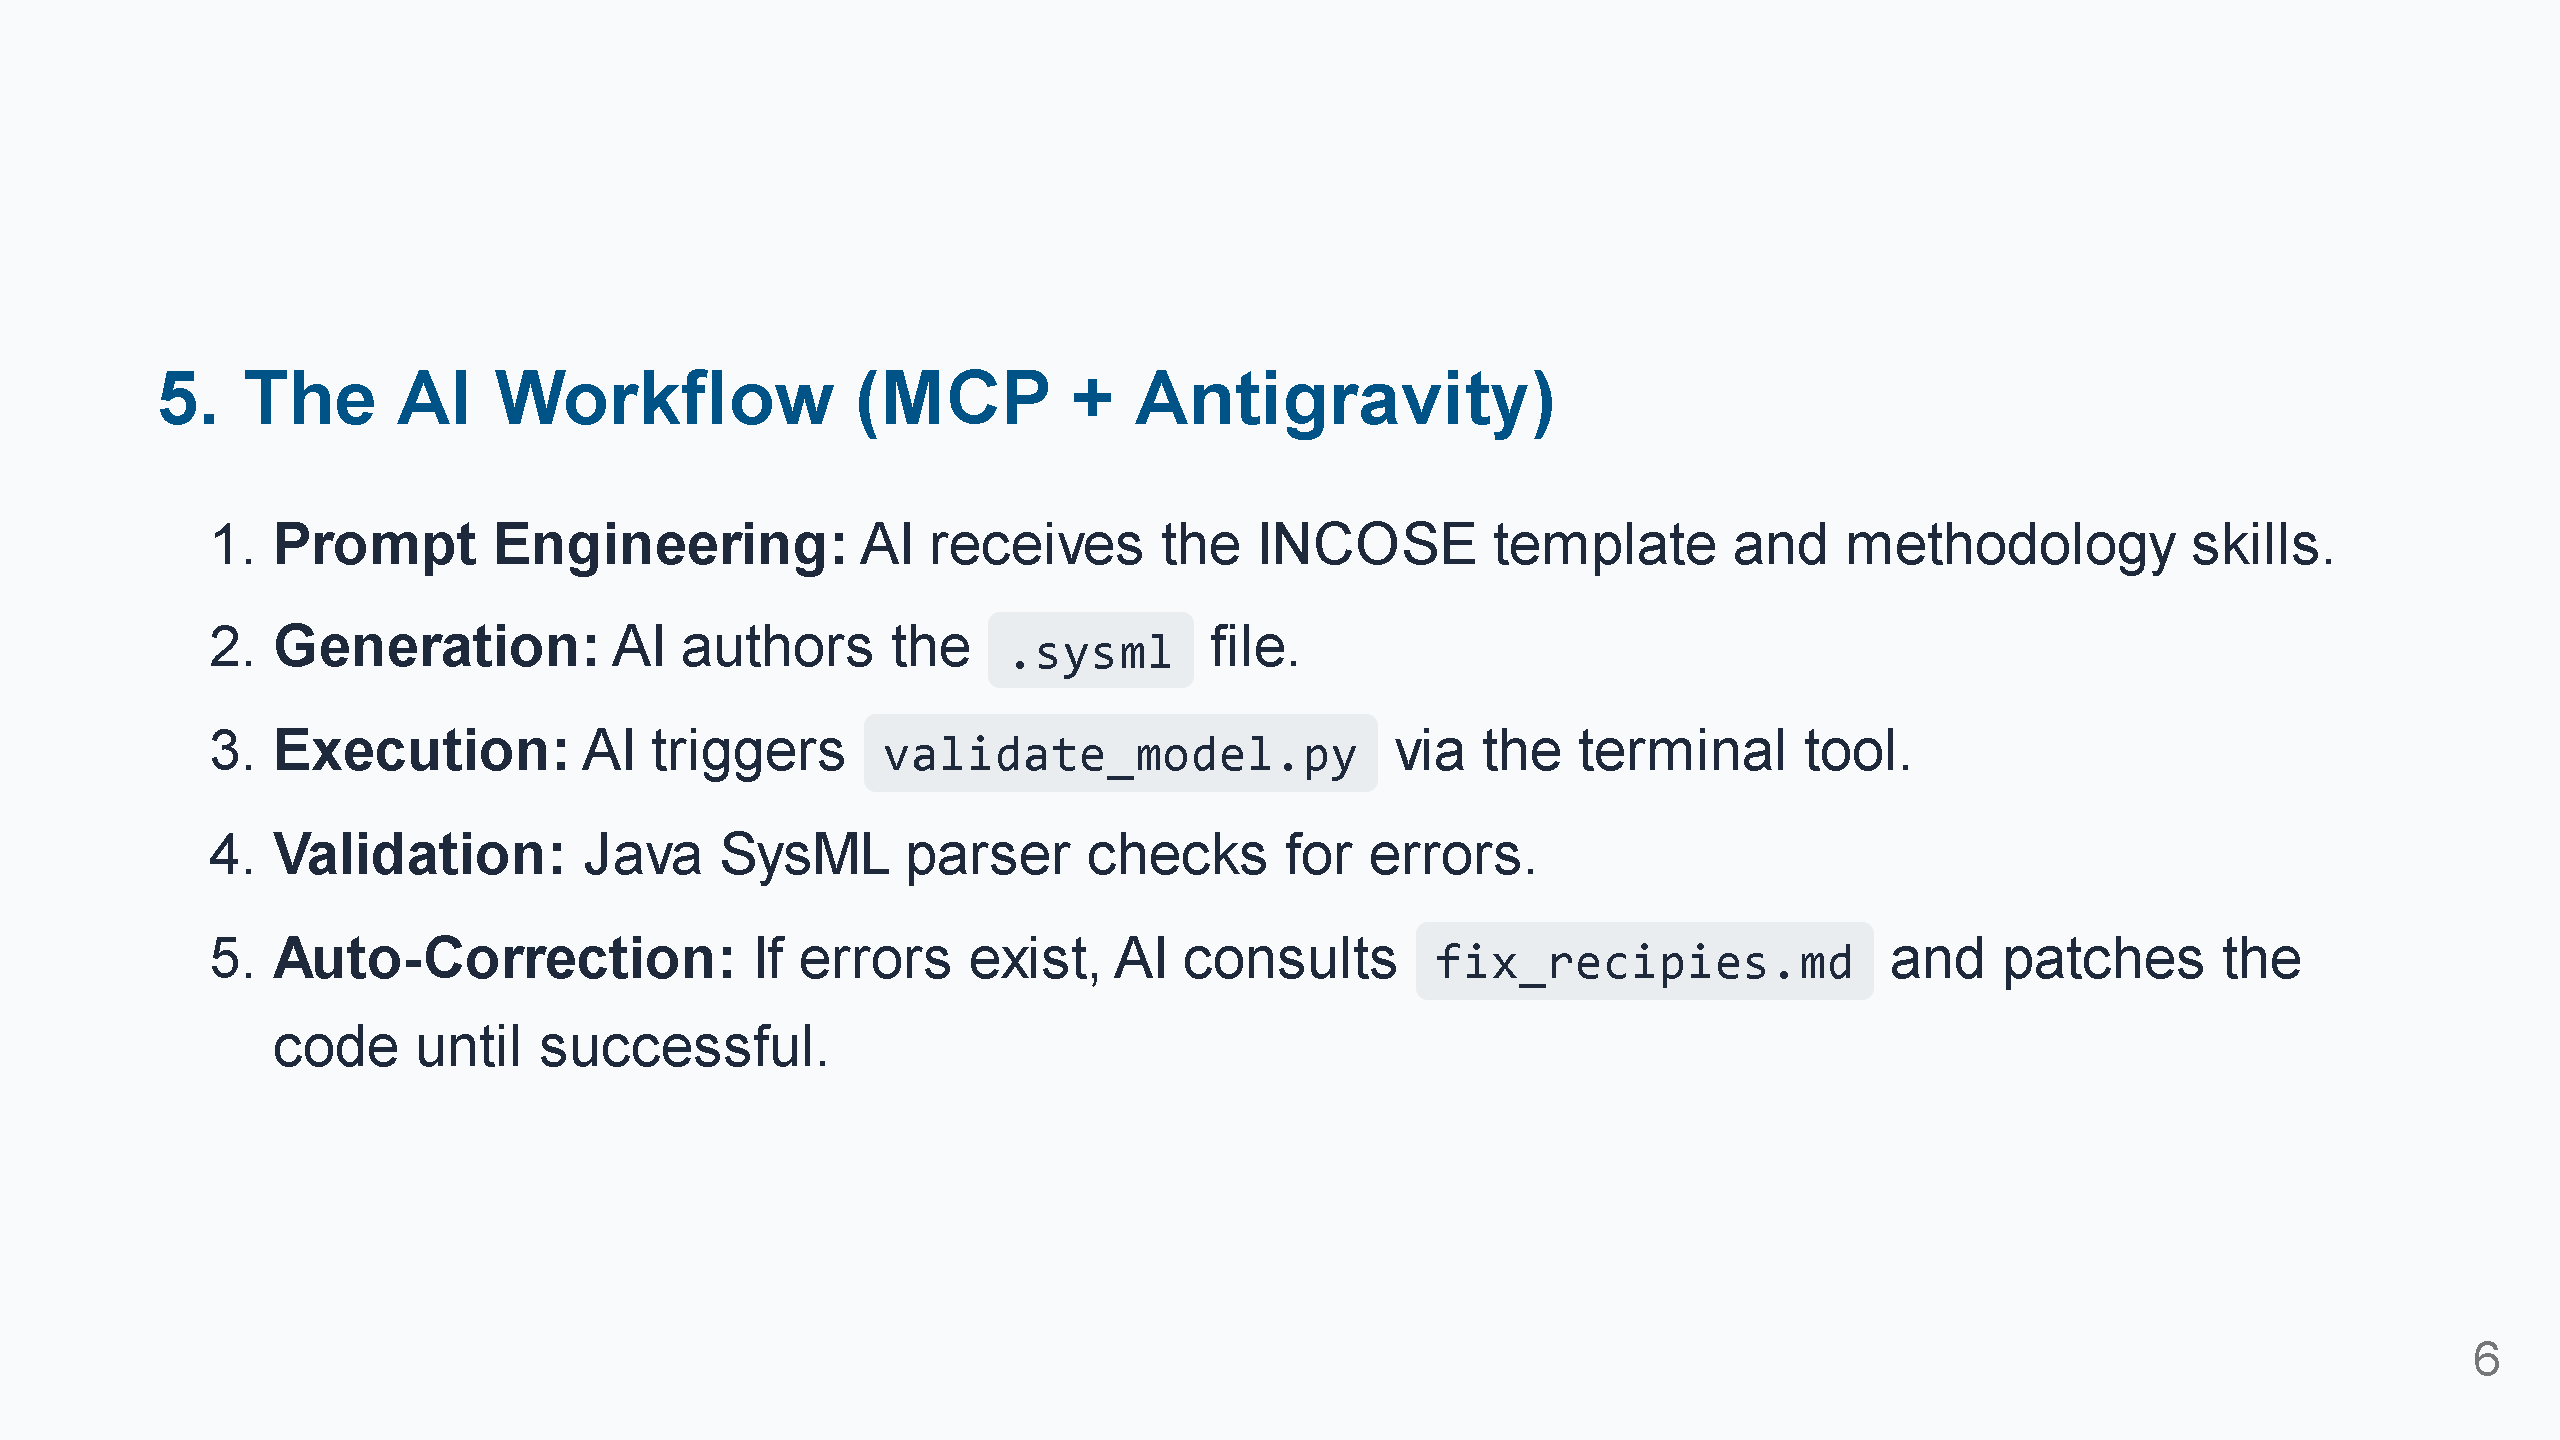 5. The AI Workflow (MCP + Antigravity)
1. Prompt Engineering: AI receives the INCOSE template and methodology skills.
2. Generation: AI authors the .sysml file.
3. Execution: AI triggers validate_model.py via the terminal tool.
4. Validation: Java SysML parser checks for errors.
5. Auto-Correction: If errors exist, AI consults fix_recipies.md and patches the
code until successful.
6